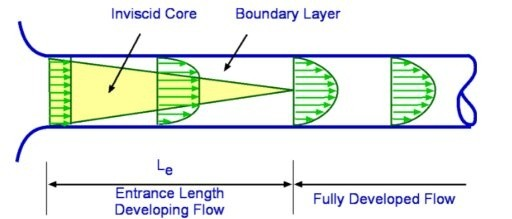 Inviscid Core
Boundary Layer
Le
Entrance Length
Developing Flow
Fully Developed Flow